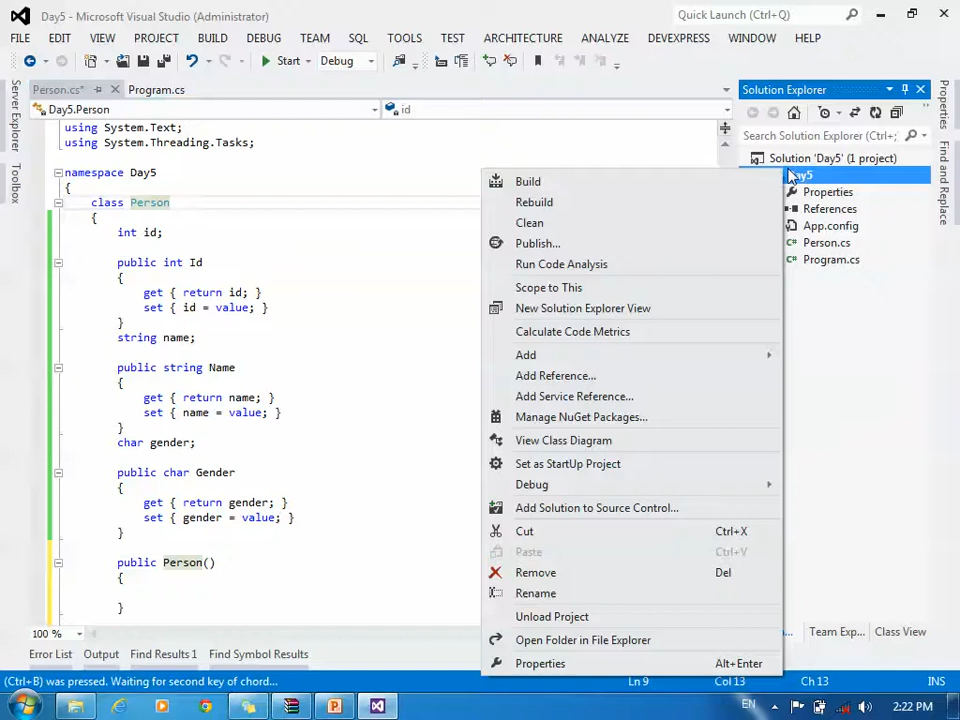 Day5 - Microsoft Visual Studio (Administrator)
Quick Launch (Ctrl+Q)
FILE EDIT VIEW PROJECT BUILD DEBUG TEAM SQL TOOLS TEST ARCHITECTURE ANALYZE DEVEXPRESS WINDOW HELP
Start Debug
Server Explorer
Toolbox
Person.cs* Program.cs
Day5.Person
id
using System.Text;
using System.Threading.Tasks;
namespace Day5
{
class Person
{
int id;
public int Id
{
get { return id; }
set { id = value; }
}
string name;
public string Name
{
get { return name; }
set { name = value; }
}
char gender;
public char Gender
{
get { return gender; }
set { gender = value; }
}
public Person()
{
}
100 %
Build
Rebuild
Clean
Publish...
Run Code Analysis
Scope to This
New Solution Explorer View
Calculate Code Metrics
Add
Add Reference...
Add Service Reference...
Manage NuGet Packages...
View Class Diagram
Set as StartUp Project
Debug
Add Solution to Source Control...
Cut Ctrl+X
Paste Ctrl+V
Remove Del
Rename
Unload Project
Open Folder in File Explorer
Properties Alt+Enter
Solution Explorer
Search Solution Explorer (Ctrl+;
Solution 'Day5' (1 project)
Properties
References
App.config
Person.cs
Program.cs
Team Exp... Class View
Properties
Find and Replace
Error List Output Find Results 1 Find Symbol Results
(Ctrl+B) was pressed. Waiting for second key of chord...
Ln 9 Col 13 Ch 13 INS
EN
2:22 PM